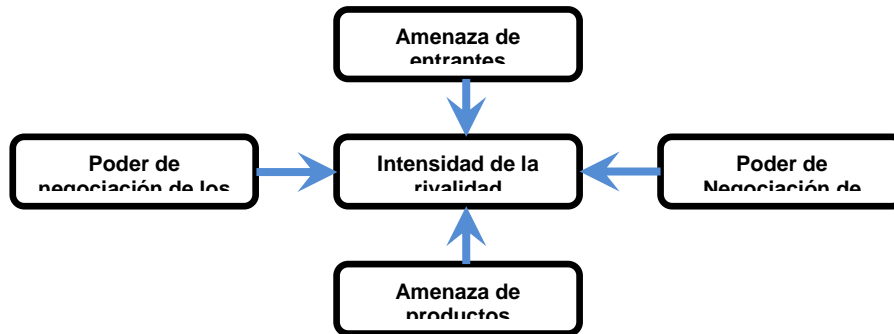 Amenaza de
entrantes
Poder de
negociación de los
Intensidad de la
rivalidad
Poder de
Negociación de
Amenaza de
productos